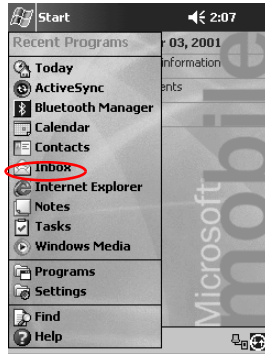 Start 2:07
Recent Programs
r 03, 2001
Today
information
ActiveSync
ents
Bluetooth Manager
Calendar
Contacts
Inbox
Internet Explorer
Notes
Tasks
Windows Media
Programs
Settings
Find
Help
Microsoft
mobile